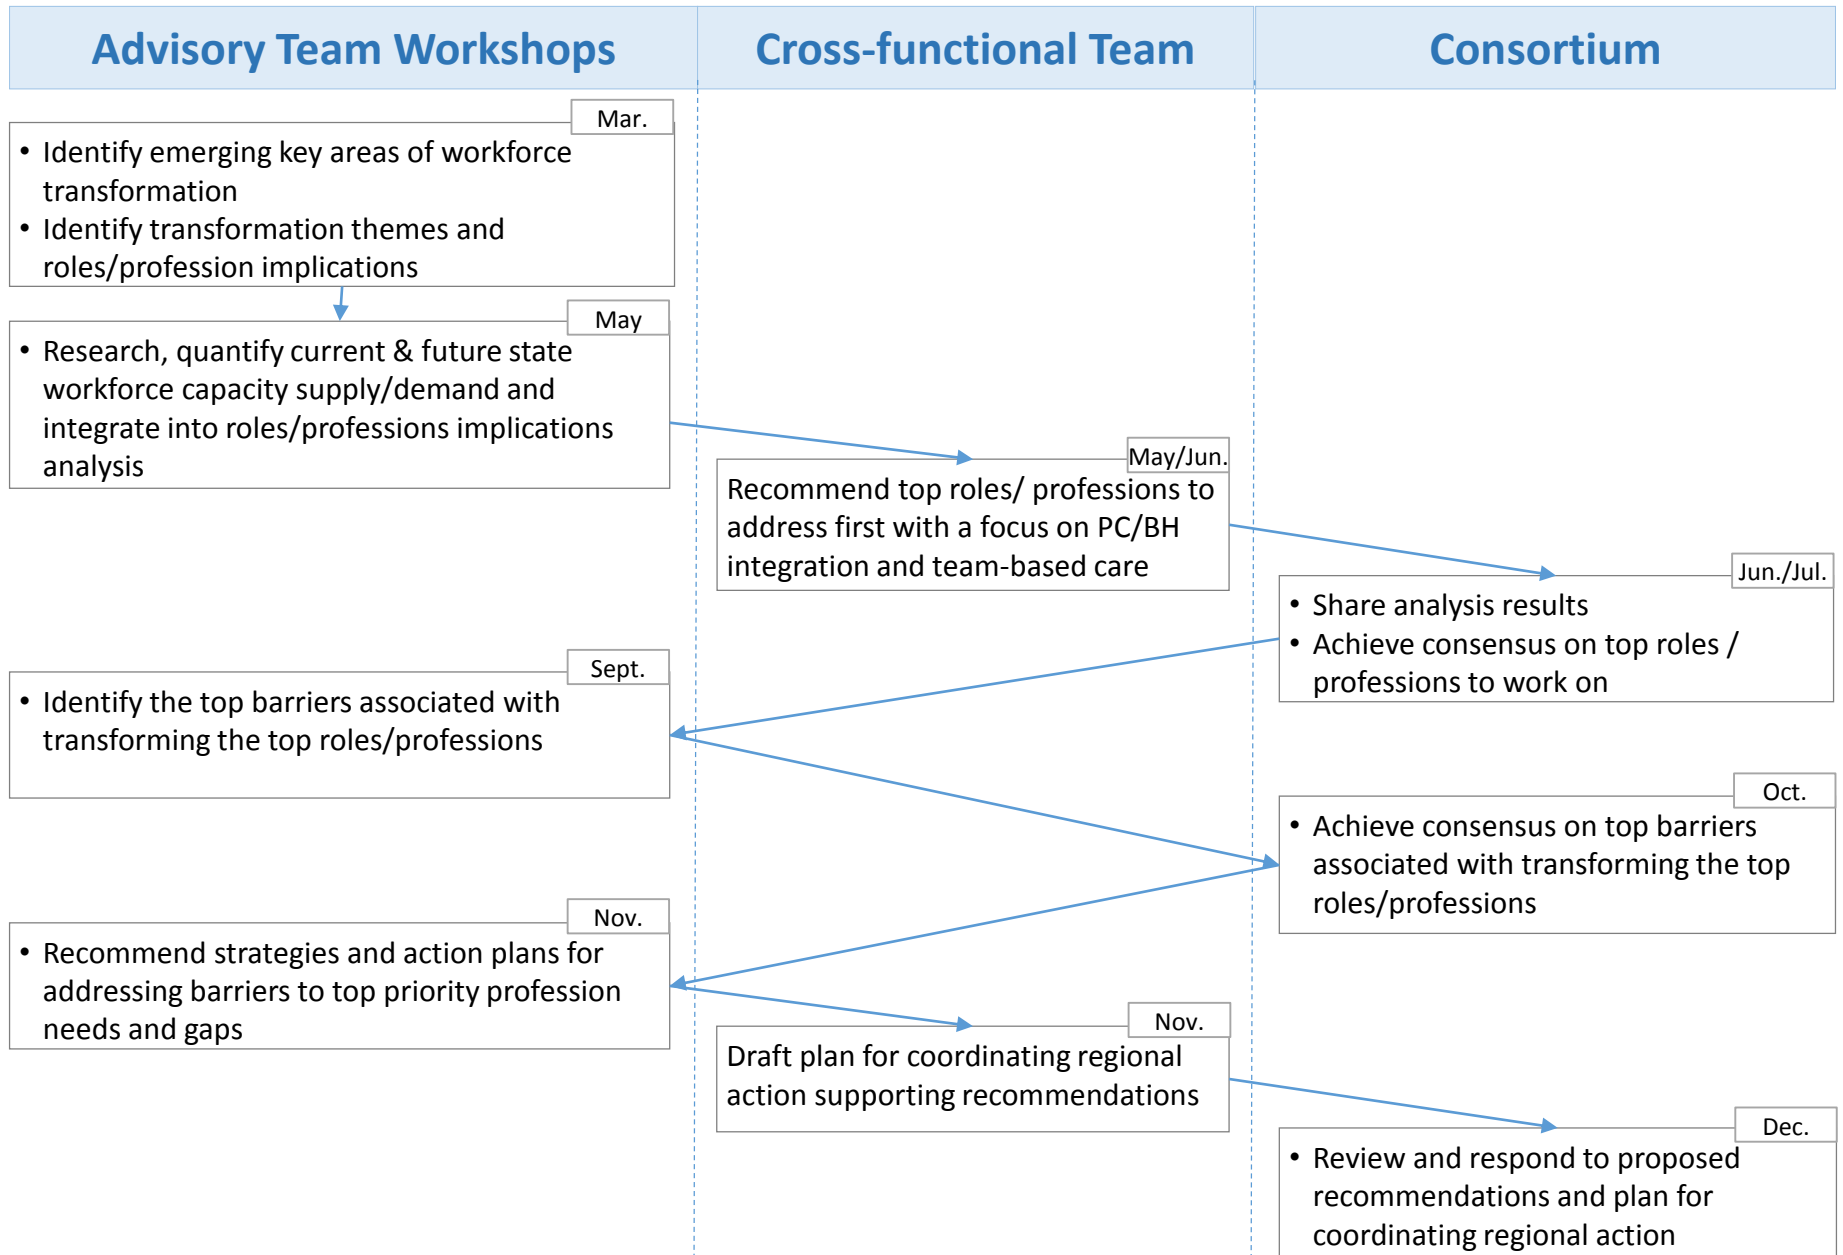 Advisory Team Workshops
Cross-functional Team
Consortium
Mar.
• Identify emerging key areas of workforce
transformation
• Identify transformation themes and
roles/profession implications
May
• Research, quantify current & future state
workforce capacity supply/demand and
integrate into roles/professions implications
analysis
May/Jun.
Recommend top roles/ professions to
address first with a focus on PC/BH
integration and team-based care
Jun./Jul.
• Share analysis results
• Achieve consensus on top roles /
professions to work on
Sept.
• Identify the top barriers associated with
transforming the top roles/professions
Oct.
• Achieve consensus on top barriers
associated with transforming the top
roles/professions
Nov.
• Recommend strategies and action plans for
addressing barriers to top priority profession
needs and gaps
Nov.
Draft plan for coordinating regional
action supporting recommendations
Dec.
• Review and respond to proposed
recommendations and plan for
coordinating regional action